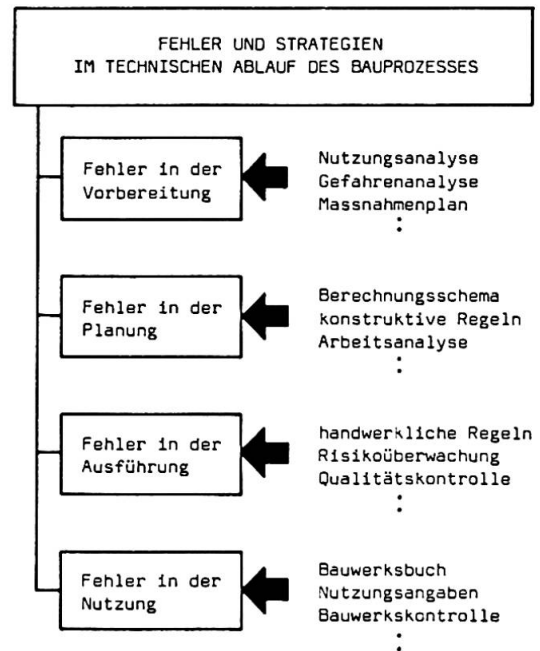 FEHLER UND STRATEGIEN
IM TECHNISCHEN ABLAUF DES BAUPROZESSES
Fehler in der
Vorbereitung
Nutzungsanalyse
Gefahrenanalyse
Massnahmenplan
Fehler in der
Planung
Berechnungsschema
konstruktive Regeln
Arbeitsanalyse
Fehler in der
Ausführung
handwerkliche Regeln
Risikoüberwachung
Qualitätskontrolle
Fehler in der
Nutzung
Bauwerksbuch
Nutzungsangaben
Bauwerkskontrolle